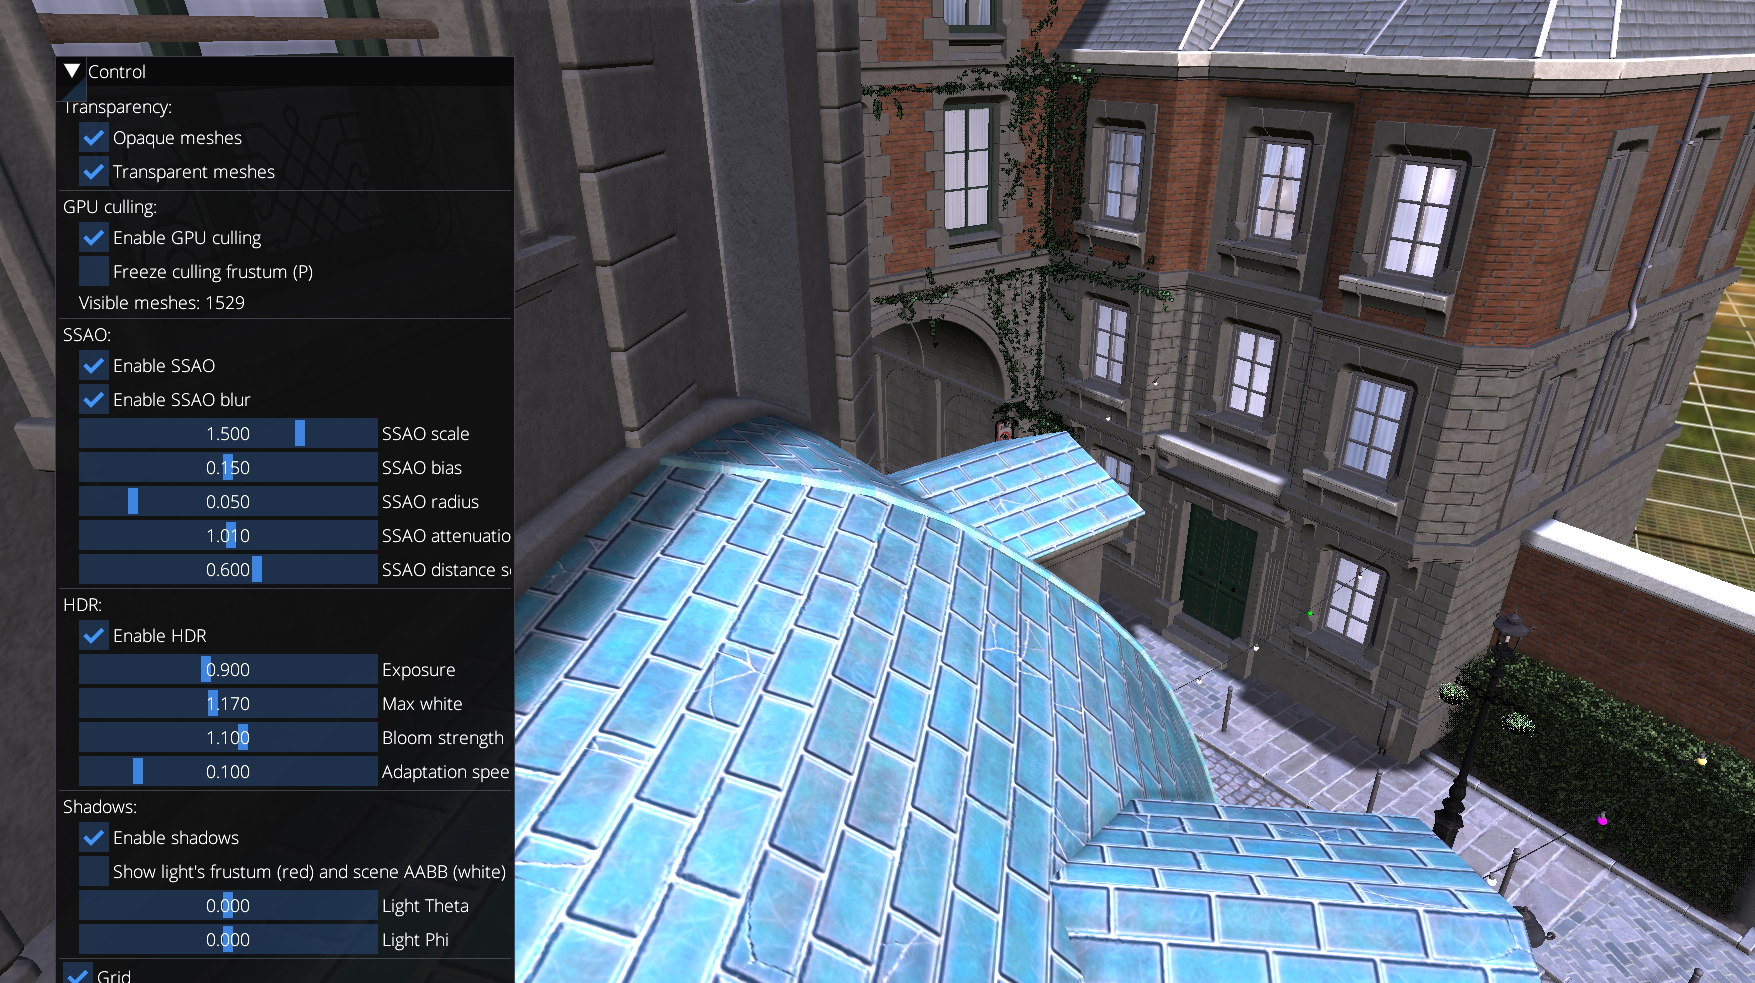 Control
Transparency:
Opaque meshes
Transparent meshes
GPU culling:
Enable GPU culling
Freeze culling frustum (P)
Visible meshes: 1529
SSAO:
Enable SSAO
Enable SSAO blur
1.500 SSAO scale
0.150 SSAO bias
0.050 SSAO radius
1.010 SSAO attenuatio
0.600 SSAO distance s
HDR:
Enable HDR
0.900 Exposure
1.170 Max white
1.100 Bloom strength
0.100 Adaptation spee
Shadows:
Enable shadows
Show light's frustum (red) and scene AABB (white)
0.000 Light Theta
0.000 Light Phi
Grid